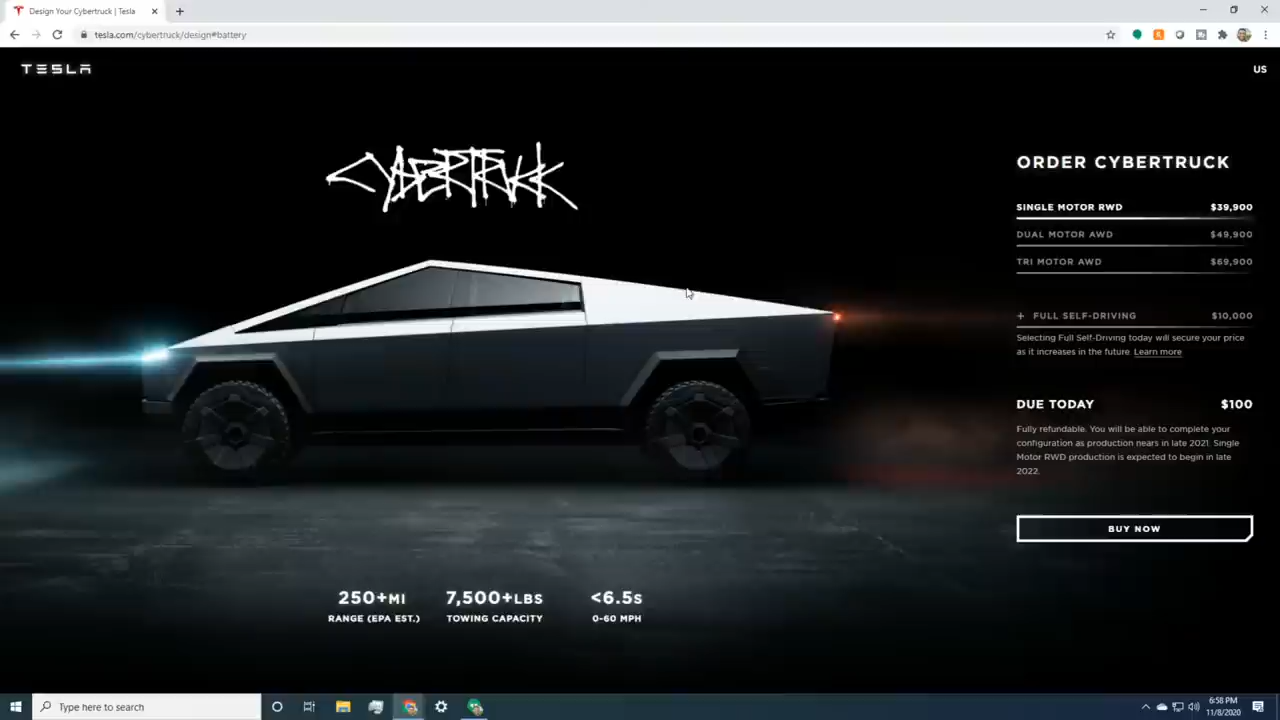 Design Your Cybertruck | Tesla
tesla.com/cybertruck/design#battery
TESLA
US
CYBERTRUCK
ORDER CYBERTRUCK
SINGLE MOTOR RWD $39,900
DUAL MOTOR AWD $49,900
TRI MOTOR AWD $69,900
+ FULL SELF-DRIVING $10,000
Selecting Full Self-Driving today will secure your price
as it increases in the future. Learn more
DUE TODAY $100
Fully refundable. You will be able to complete your
configuration as production nears in late 2021. Single
Motor RWD production is expected to begin in late
2022.
BUY NOW
250+MI 7,500+LBS <6.5S
RANGE (EPA EST.) TOWING CAPACITY 0-60 MPH
Type here to search
6:58 PM
11/8/2020